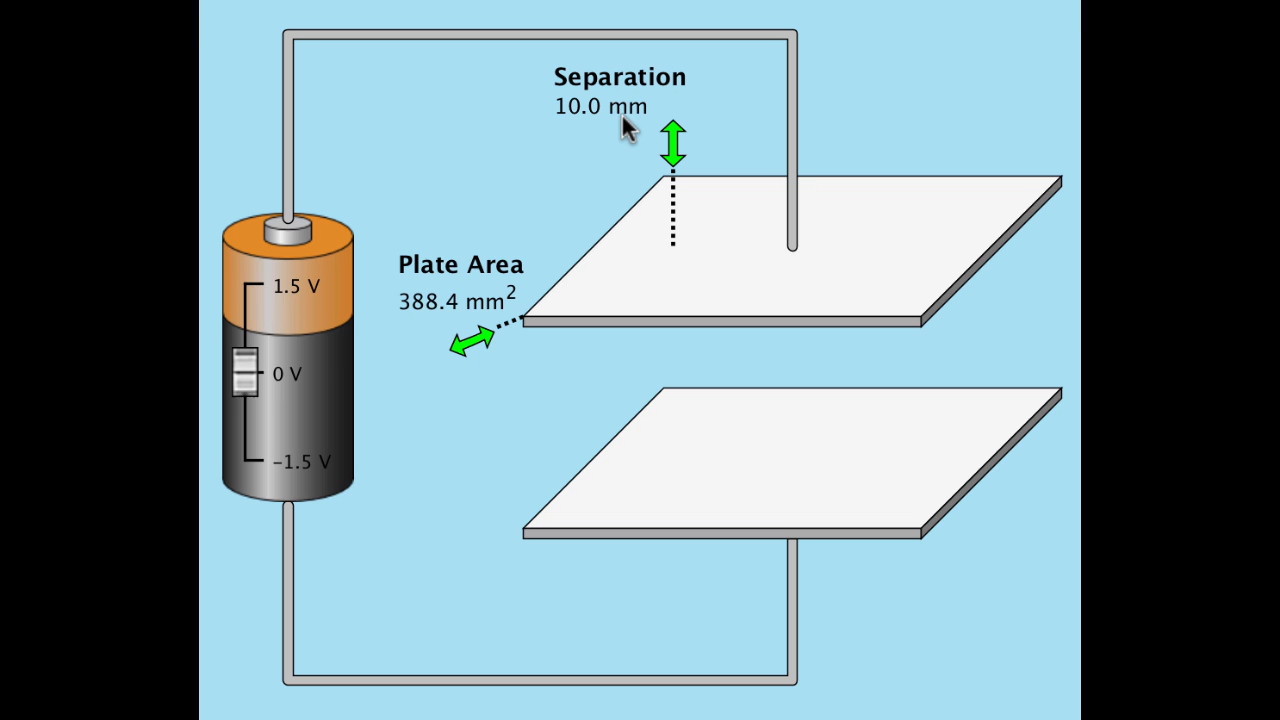 Separation
10.0 mm
Plate Area
388.4 mm²
1.5 V
0 V
−1.5 V